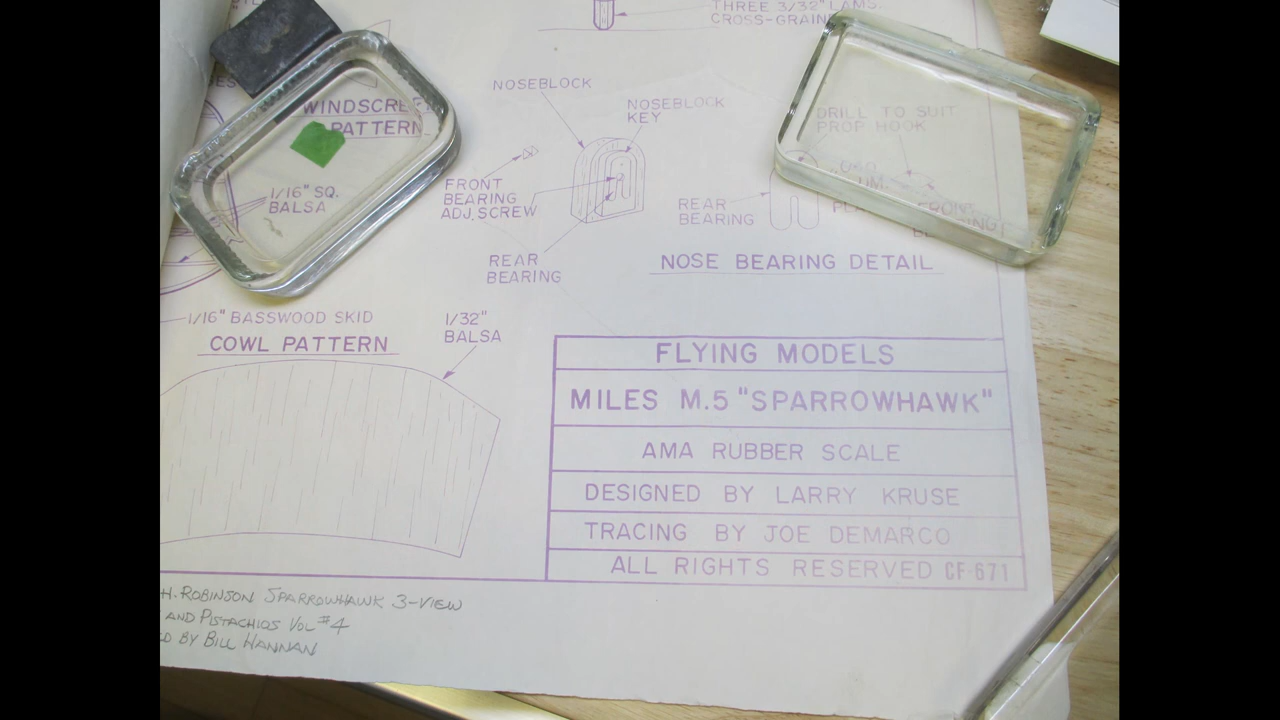 THREE 3/32" LAMS.
CROSS-GRAIN
NOSEBLOCK
NOSEBLOCK
KEY
WINDSCREEN
PATTERN
DRILL TO SUIT
PROP HOOK
1/16" SQ.
BALSA
FRONT
BEARING
ADJ. SCREW
REAR
BEARING
REAR
BEARING
NOSE BEARING DETAIL
1/16" BASSWOOD SKID
COWL PATTERN
1/32"
BALSA
FLYING MODELS
MILES M.5 "SPARROWHAWK"
AMA RUBBER SCALE
DESIGNED BY LARRY KRUSE
TRACING BY JOE DEMARCO
ALL RIGHTS RESERVED CF-671
H. ROBINSON SPARROWHAWK 3-VIEW
AND PISTACHIOS VOL #4
BY BILL HANNAN